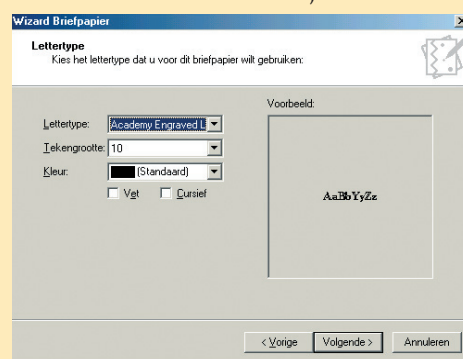 Wizard Briefpapier
Lettertype
Kies het lettertype dat u voor dit briefpapier wilt gebruiken:
Voorbeeld:
Lettertype: Academy Engraved L
Tekengrootte: 10
Kleur: (Standaard)
Vet Cursief
AaBbYyZz
< Vorige Volgende > Annuleren